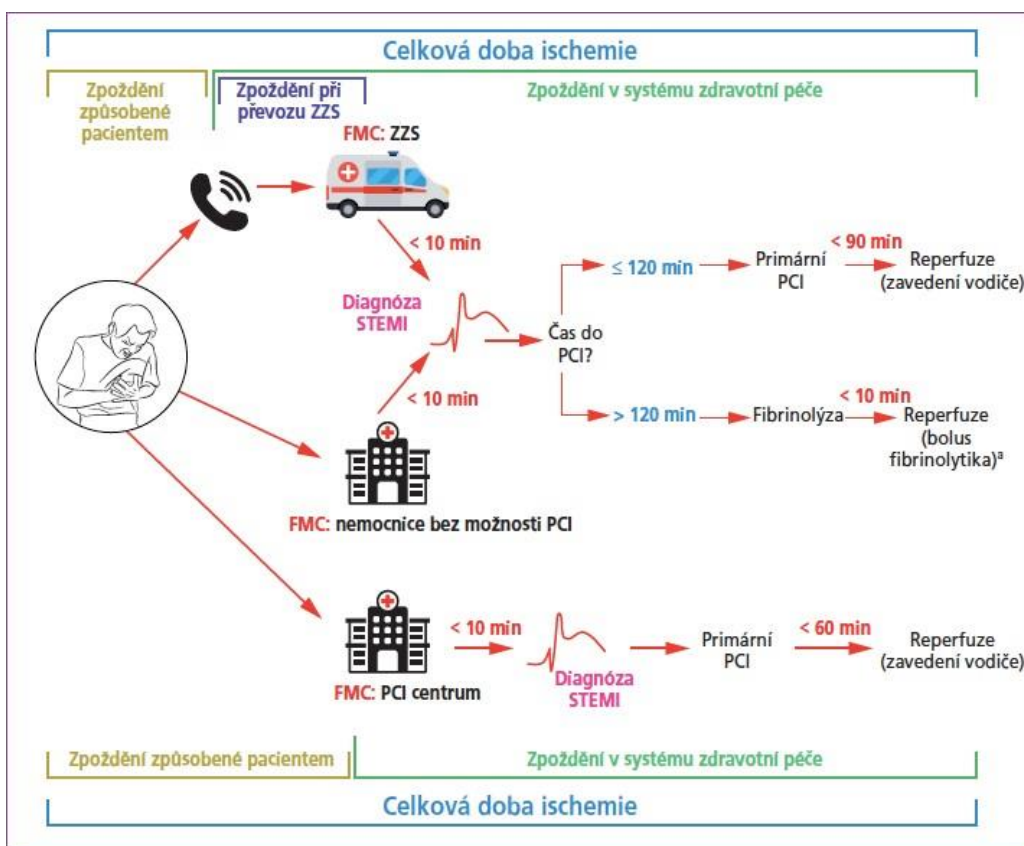 Celková doba ischemie
Zpoždění
způsobené
pacientem
Zpoždění při
převozu ZZS
Zpoždění v systému zdravotní péče
FMC: ZZS
< 10 min
Diagnóza
STEMI
< 10 min
Čas do
PCI?
≤ 120 min
Primární
PCI
< 90 min
Reperfuze
(zavedení vodiče)
> 120 min
Fibrinolýza
< 10 min
Reperfuze
(bolus
fibrinolytika)ᵃ
FMC: nemocnice bez možnosti PCI
FMC: PCI centrum
< 10 min
Diagnóza
STEMI
Primární
PCI
< 60 min
Reperfuze
(zavedení vodiče)
Zpoždění způsobené pacientem
Zpoždění v systému zdravotní péče
Celková doba ischemie